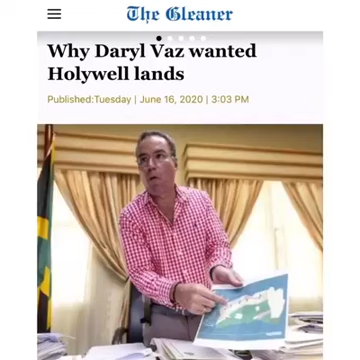 The Gleaner
Why Daryl Vaz wanted
Holywell lands
Published:Tuesday | June 16, 2020 | 3:03 PM